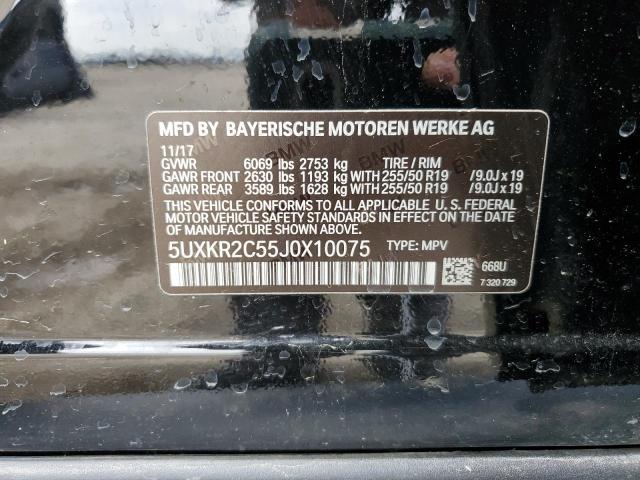 MFD BY BAYERISCHE MOTOREN WERKE AG
11/17
GVWR 6069 lbs 2753 kg TIRE / RIM
GAWR FRONT 2630 lbs 1193 kg WITH 255/50 R19 /9.0J x 19
GAWR REAR 3589 lbs 1628 kg WITH 255/50 R19 /9.0J x 19
THIS VEHICLE CONFORMS TO ALL APPLICABLE U. S. FEDERAL
MOTOR VEHICLE SAFETY STANDARDS IN EFFECT ON THE DATE
OF MANUFACTURE SHOWN ABOVE.
5UXKR2C55J0X10075 TYPE: MPV
668U
7 320 729